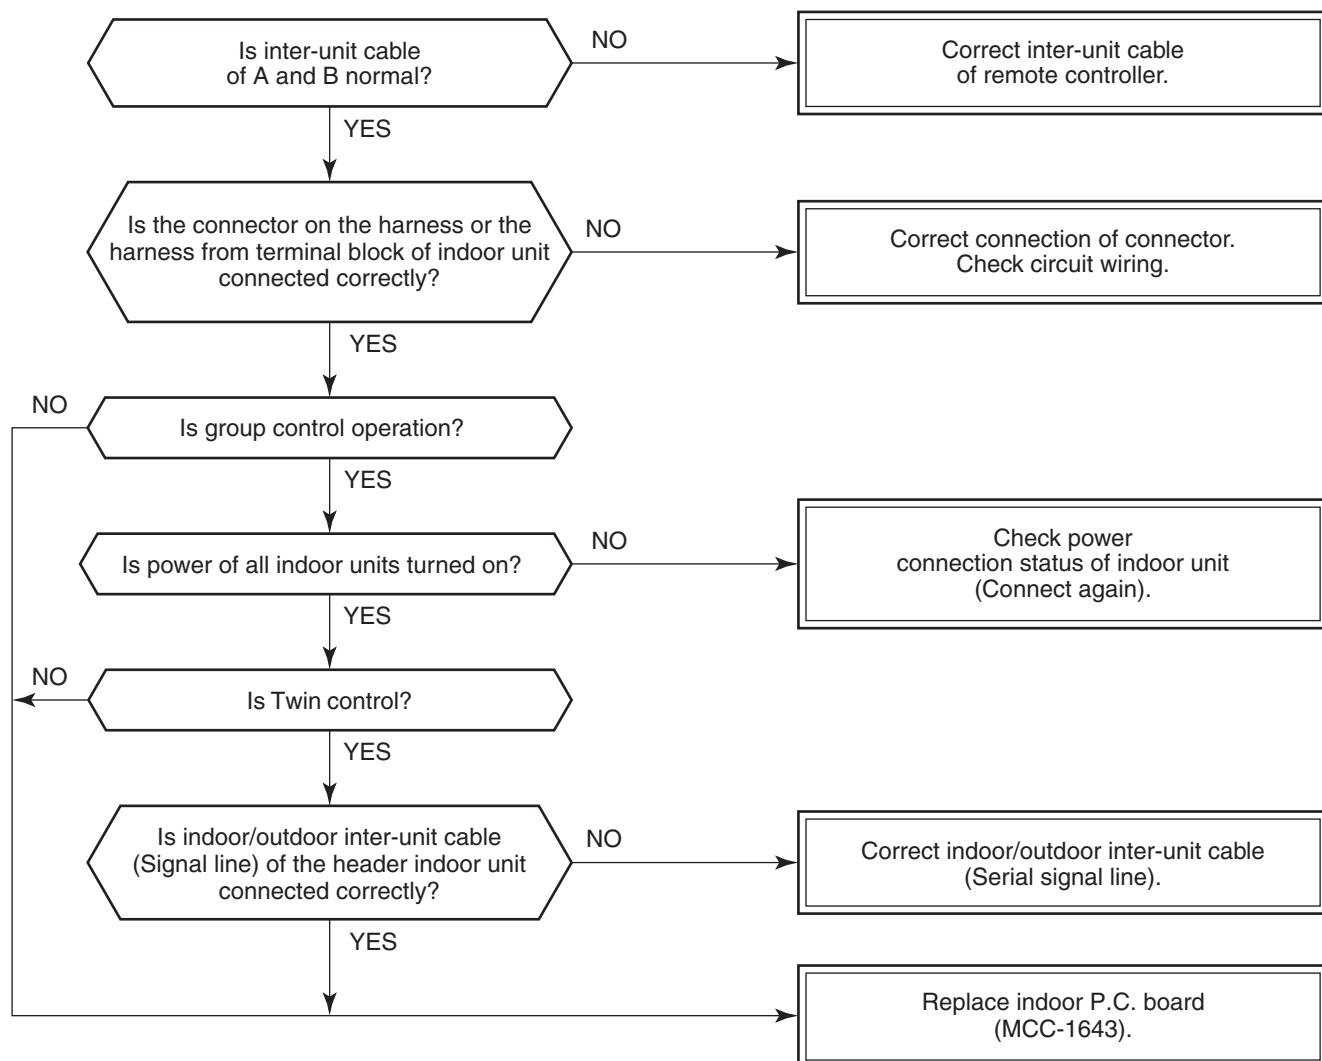 Is inter-unit cable
of A and B normal?
NO
Correct inter-unit cable
of remote controller.
YES
Is the connector on the harness or the
harness from terminal block of indoor unit
connected correctly?
NO
Correct connection of connector.
Check circuit wiring.
YES
NO
Is group control operation?
YES
Is power of all indoor units turned on?
NO
Check power
connection status of indoor unit
(Connect again).
YES
NO
Is Twin control?
YES
Is indoor/outdoor inter-unit cable
(Signal line) of the header indoor unit
connected correctly?
NO
Correct indoor/outdoor inter-unit cable
(Serial signal line).
YES
Replace indoor P.C. board
(MCC-1643).